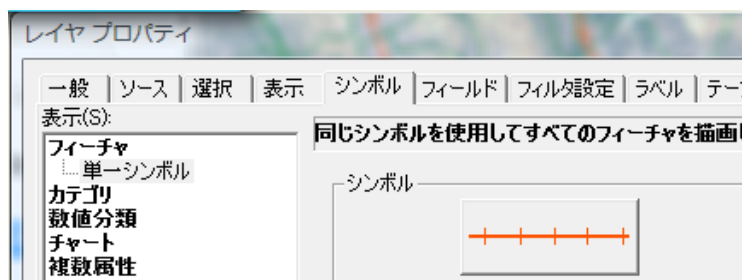 レイヤ プロパティ
一般 ソース 選択 表示 シンボル フィールド フィルタ設定 ラベル テー
表示(S):
同じシンボルを使用してすべてのフィーチャを描画
フィーチャ
単一シンボル
シンボル
カテゴリ
数値分類
チャート
複数属性